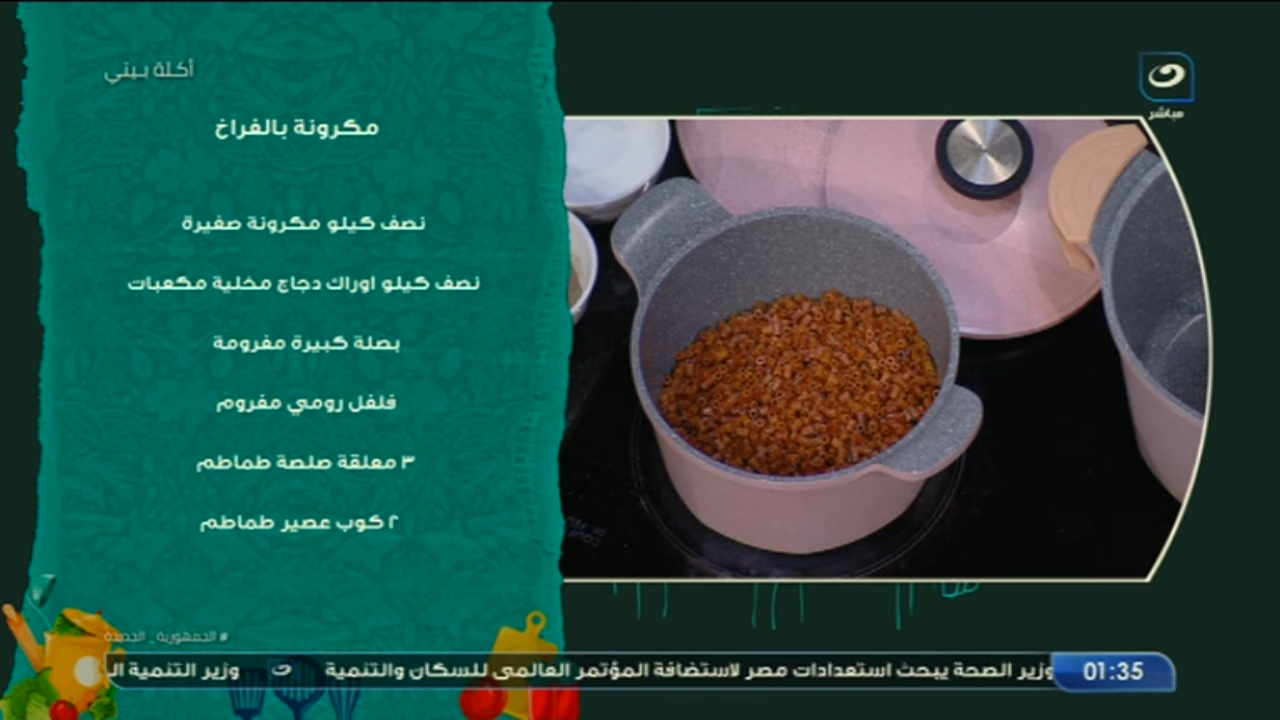 أكلة بيتي
مكرونة بالفراخ
نصف كيلو مكرونة صغيرة
نصف كيلو اوراك دجاج مخلية مكعبات
بصلة كبيرة مفرومة
فلفل رومي مفروم
٣ معلقة صلصة طماطم
٢ كوب عصير طماطم
مباشر
#الجمهورية_الجديدة
01:35
وزير الصحة يبحث استعدادات مصر لاستضافة المؤتمر العالمى للسكان والتنمية
وزير التنمية ال